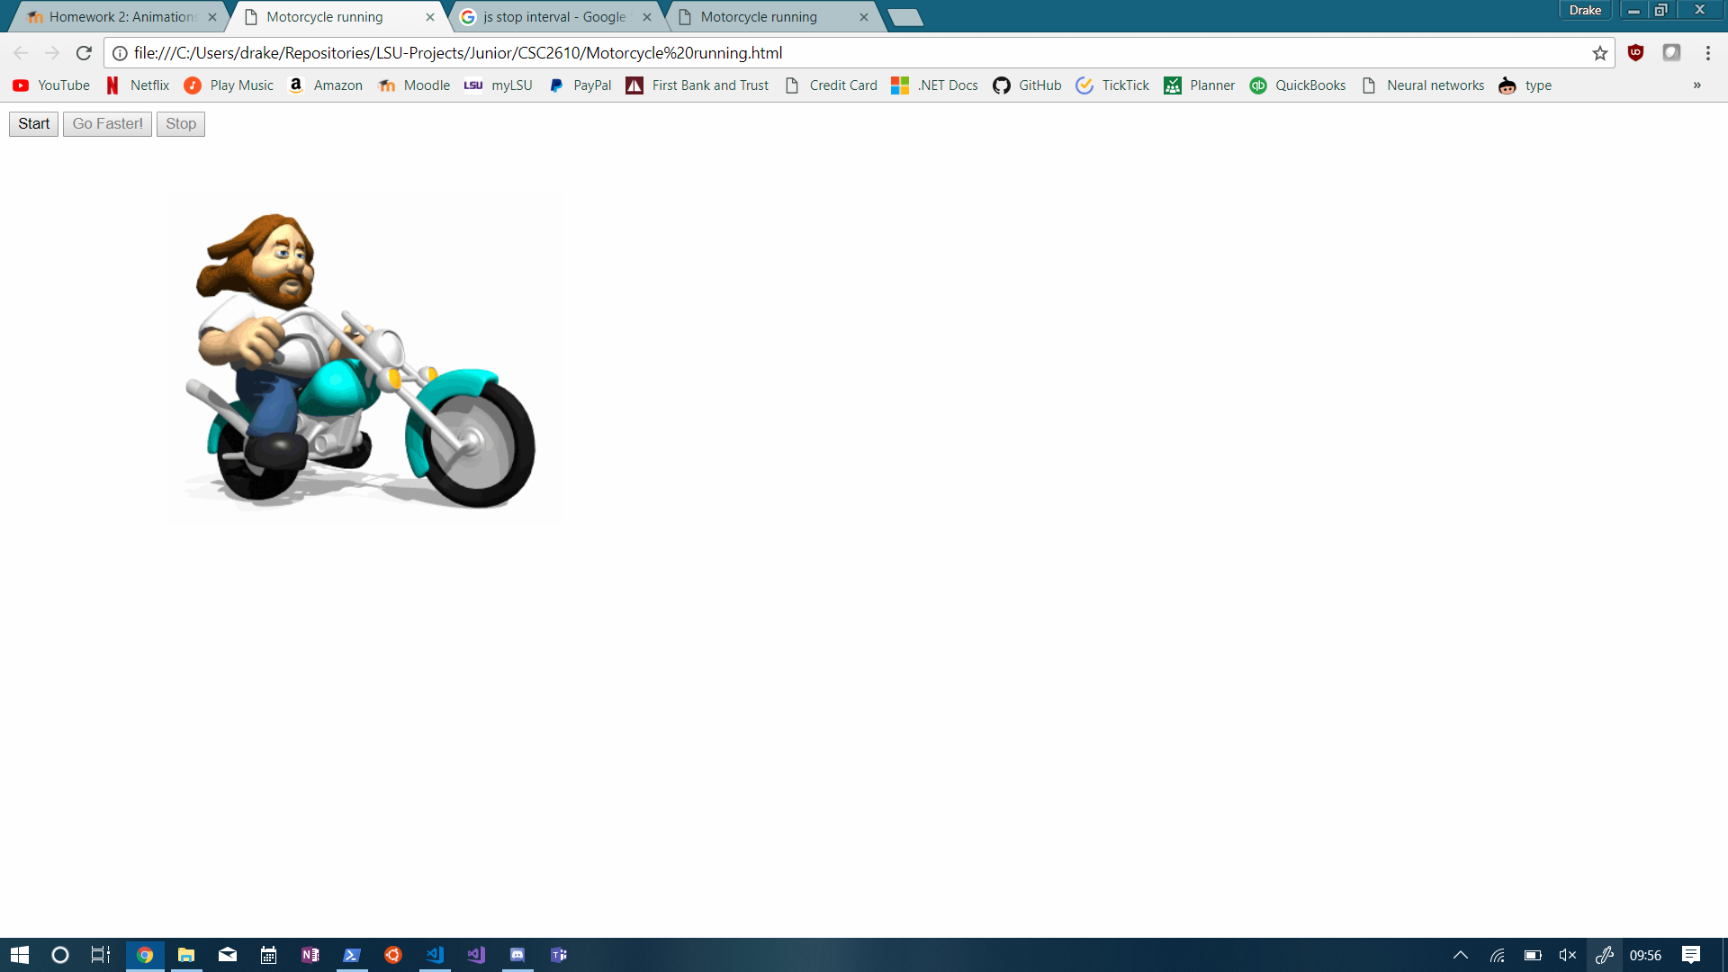 Homework 2: Animations
Motorcycle running
js stop interval - Google
Motorcycle running
Drake
file:///C:/Users/drake/Repositories/LSU-Projects/Junior/CSC2610/Motorcycle%20running.html
YouTube Netflix Play Music Amazon Moodle LSU myLSU PayPal First Bank and Trust Credit Card .NET Docs GitHub TickTick Planner QuickBooks Neural networks type »
Start Go Faster! Stop
09:56